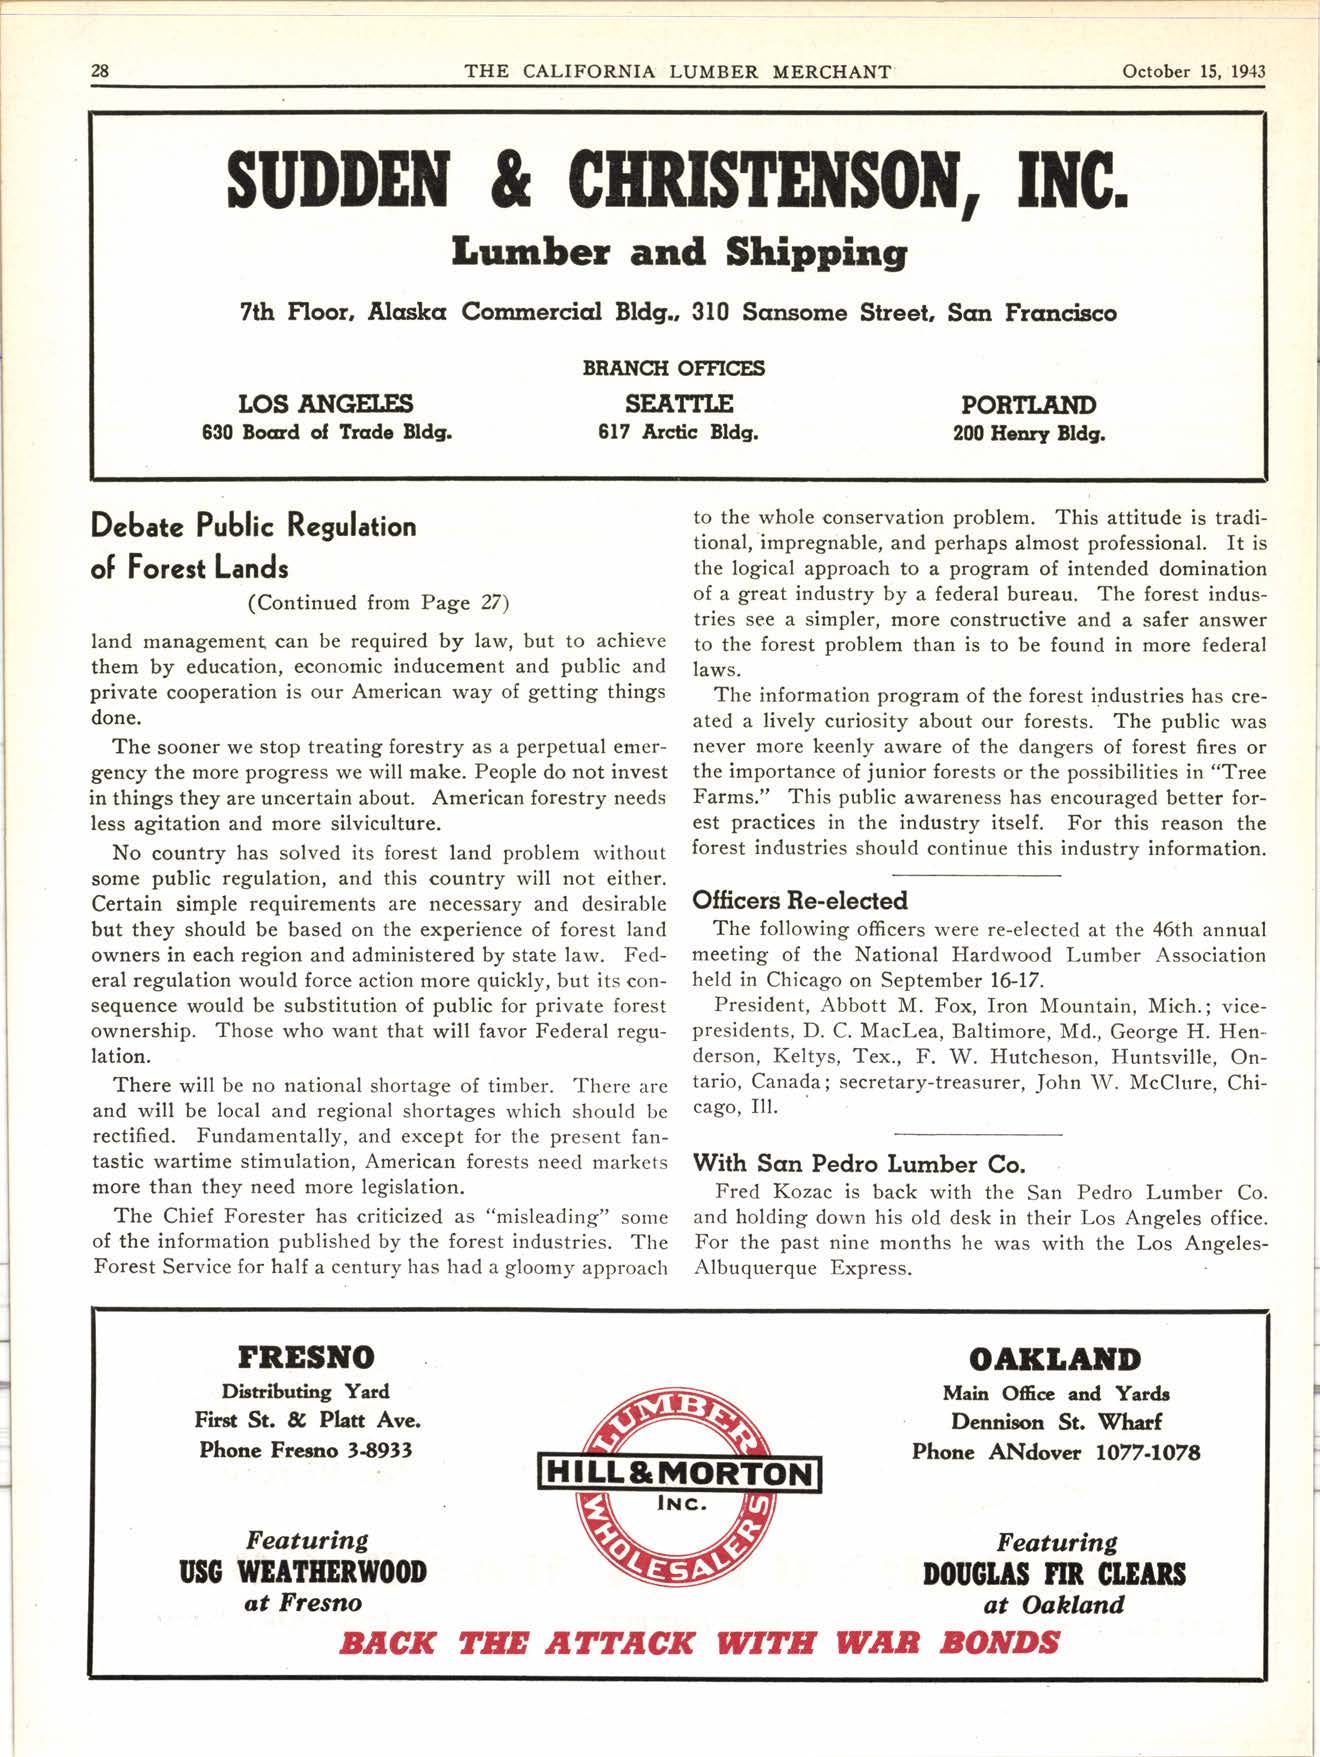 28
THE CALIFORNIA LUMBER MERCHANT
October 15, 1943
SUDDEN & CHRISTENSON, INC.
Lumber and Shipping
7th Floor, Alaska Commercial Bldg., 310 Sansome Street, San Francisco
BRANCH OFFICES
LOS ANGELES
630 Board of Trade Bldg.
SEATTLE
617 Arctic Bldg.
PORTLAND
200 Henry Bldg.
Debate Public Regulation
of Forest Lands
(Continued from Page 27)
land management can be required by law, but to achieve
them by education, economic inducement and public and
private cooperation is our American way of getting things
done.
The sooner we stop treating forestry as a perpetual emer-
gency the more progress we will make. People do not invest
in things they are uncertain about. American forestry needs
less agitation and more silviculture.
No country has solved its forest land problem without
some public regulation, and this country will not either.
Certain simple requirements are necessary and desirable
but they should be based on the experience of forest land
owners in each region and administered by state law. Fed-
eral regulation would force action more quickly, but its con-
sequence would be substitution of public for private forest
ownership. Those who want that will favor Federal regu-
lation.
There will be no national shortage of timber. There are
and will be local and regional shortages which should be
rectified. Fundamentally, and except for the present fan-
tastic wartime stimulation, American forests need markets
more than they need more legislation.
The Chief Forester has criticized as "misleading" some
of the information published by the forest industries. The
Forest Service for half a century has had a gloomy approach
to the whole conservation problem. This attitude is tradi-
tional, impregnable, and perhaps almost professional. It is
the logical approach to a program of intended domination
of a great industry by a federal bureau. The forest indus-
tries see a simpler, more constructive and a safer answer
to the forest problem than is to be found in more federal
laws.
The information program of the forest industries has cre-
ated a lively curiosity about our forests. The public was
never more keenly aware of the dangers of forest fires or
the importance of junior forests or the possibilities in "Tree
Farms." This public awareness has encouraged better for-
est practices in the industry itself. For this reason the
forest industries should continue this industry information.
Officers Re-elected
The following officers were re-elected at the 46th annual
meeting of the National Hardwood Lumber Association
held in Chicago on September 16-17.
President, Abbott M. Fox, Iron Mountain, Mich.; vice-
presidents, D. C. MacLea, Baltimore, Md., George H. Hen-
derson, Keltys, Tex., F. W. Hutcheson, Huntsville, On-
tario, Canada; secretary-treasurer, John W. McClure, Chi-
cago, Ill.
With San Pedro Lumber Co.
Fred Kozac is back with the San Pedro Lumber Co.
and holding down his old desk in their Los Angeles office.
For the past nine months he was with the Los Angeles-
Albuquerque Express.
FRESNO
Distributing Yard
First St. & Platt Ave.
Phone Fresno 3-8933
Featuring
USG WEATHERWOOD
at Fresno
LUMBER
HILL & MORTON
INC.
WHOLESALERS
OAKLAND
Main Office and Yards
Dennison St. Wharf
Phone ANdover 1077-1078
Featuring
DOUGLAS FIR CLEARS
at Oakland
BACK THE ATTACK WITH WAR BONDS